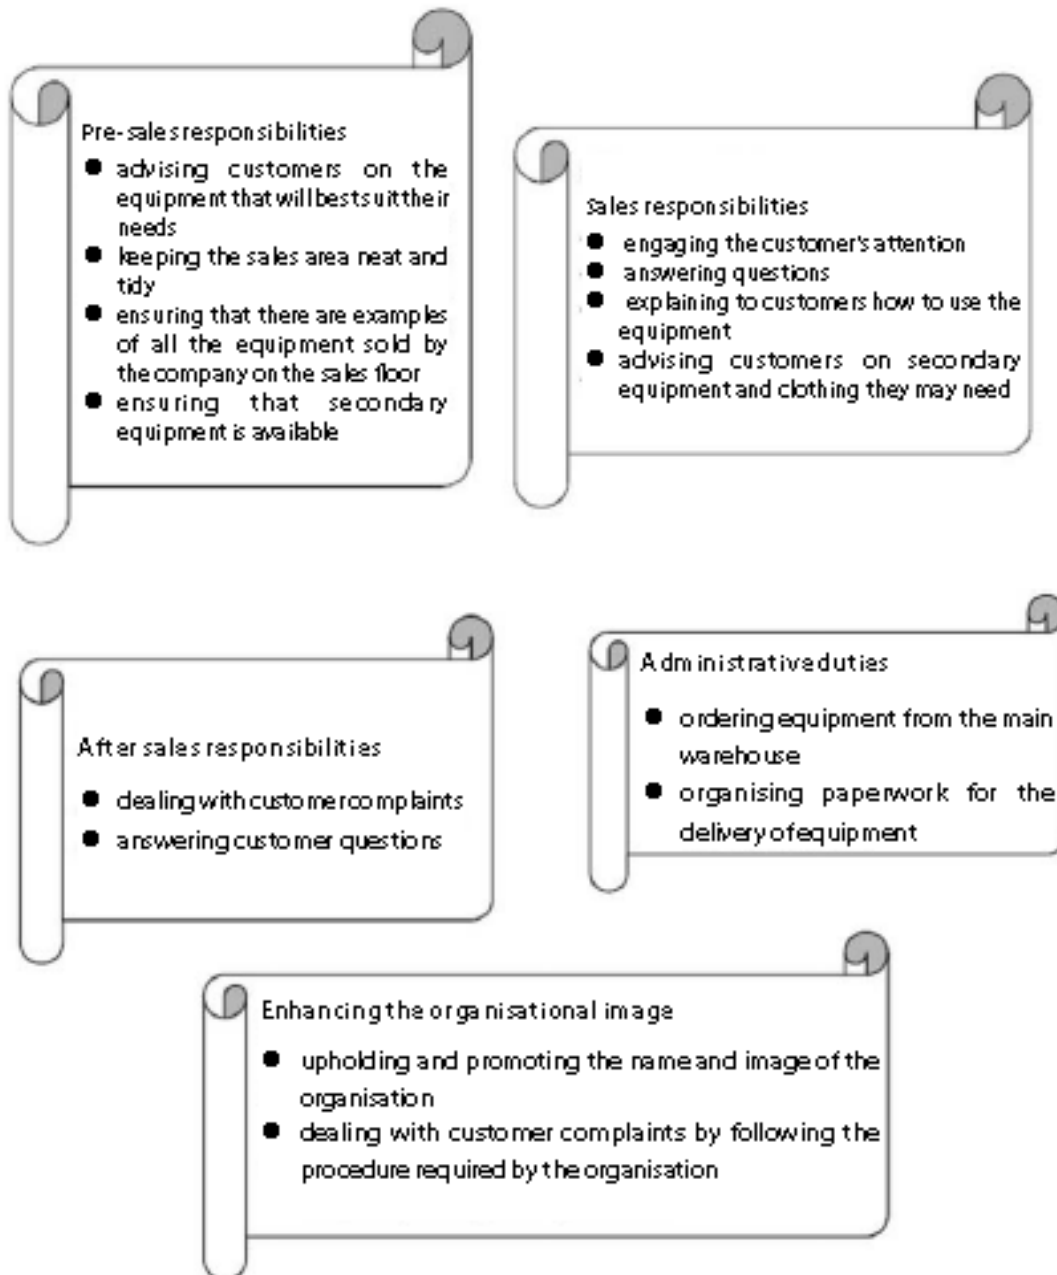 Pre-sales responsibilities
● advising customers on the
equipment that will best suit their
needs
● keeping the sales area neat and
tidy
● ensuring that there are examples
of all the equipment sold by
the company on the sales floor
● ensuring that secondary
equipment is available
Sales responsibilities
● engaging the customer's attention
● answering questions
● explaining to customers how to use the
equipment
● advising customers on secondary
equipment and clothing they may need
After sales responsibilities
● dealing with customer complaints
● answering customer questions
Administrative duties
● ordering equipment from the main
warehouse
● organising paperwork for the
delivery of equipment
Enhancing the organisational image
● upholding and promoting the name and image of the
organisation
● dealing with customer complaints by following the
procedure required by the organisation